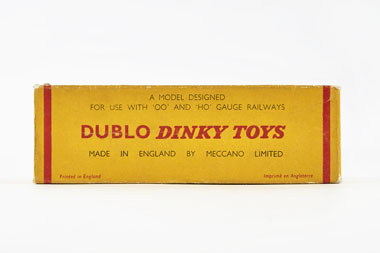 A MODEL DESIGNED
FOR USE WITH 'OO' AND 'HO' GAUGE RAILWAYS
DUBLO DINKY TOYS
MADE IN ENGLAND BY MECCANO LIMITED
Printed in England
Imprimé en Angleterre